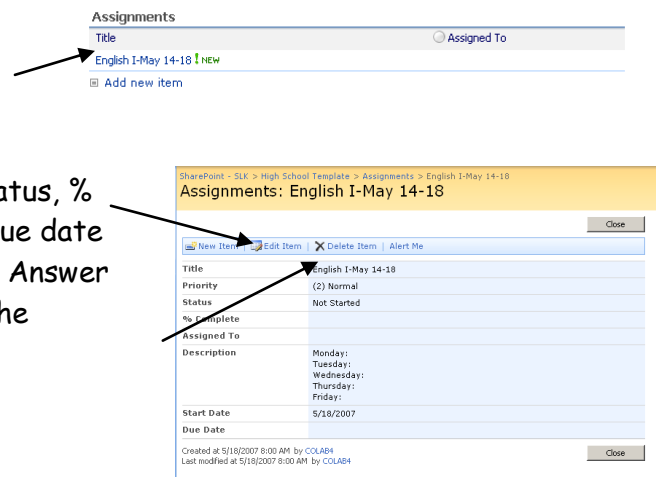 Assignments
Title Assigned To
English I-May 14-18 ! NEW
Add new item
atus, %
ue date
Answer
he
SharePoint - SLK > High School Template > Assignments > English I-May 14-18
Assignments: English I-May 14-18
Close
New Item | Edit Item | Delete Item | Alert Me
Title English I-May 14-18
Priority (2) Normal
Status Not Started
% Complete
Assigned To
Description Monday:
Tuesday:
Wednesday:
Thursday:
Friday:
Start Date 5/18/2007
Due Date
Created at 5/18/2007 8:00 AM by COLAB4
Last modified at 5/18/2007 8:00 AM by COLAB4
Close